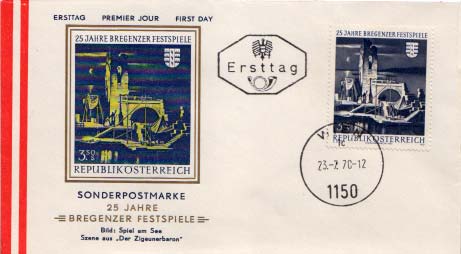 ERSTTAG PREMIER JOUR FIRST DAY
25 JAHRE BREGENZER FESTSPIELE
3.50 S
REPUBLIK ÖSTERREICH
SONDERPOSTMARKE
25 JAHRE
BREGENZER FESTSPIELE
Bild: Spiel am See
Szene aus „Der Zigeunerbaron"
Ersttag
25 JAHRE BREGENZER FESTSPIELE
REPUBLIK ÖSTERREICH
23.-7.70-12
1150